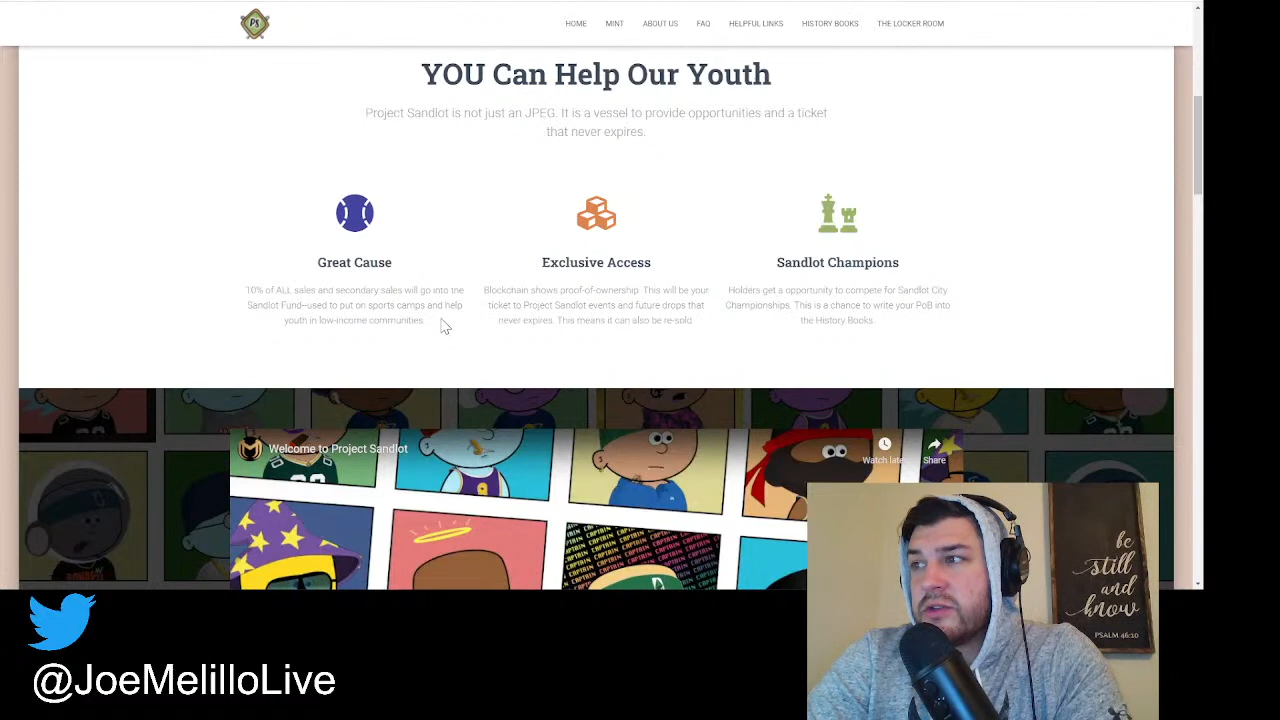 PS
HOME MINT ABOUT US FAQ HELPFUL LINKS HISTORY BOOKS THE LOCKER ROOM
YOU Can Help Our Youth
Project Sandlot is not just an JPEG. It is a vessel to provide opportunities and a ticket
that never expires.
Great Cause
10% of ALL sales and secondary sales will go into the
Sandlot Fund—used to put on sports camps and help
youth in low-income communities.
Exclusive Access
Blockchain shows proof-of-ownership. This will be your
ticket to Project Sandlot events and future drops that
never expires. This means it can also be re-sold.
Sandlot Champions
Holders get a opportunity to compete for Sandlot City
Championships. This is a chance to write your PoB into
the History Books.
Welcome to Project Sandlot
Watch late
Share
CAPTAIN CAPTAIN CAPTAIN
be
still
and
know
PSALM 46:10
@JoeMelilloLive